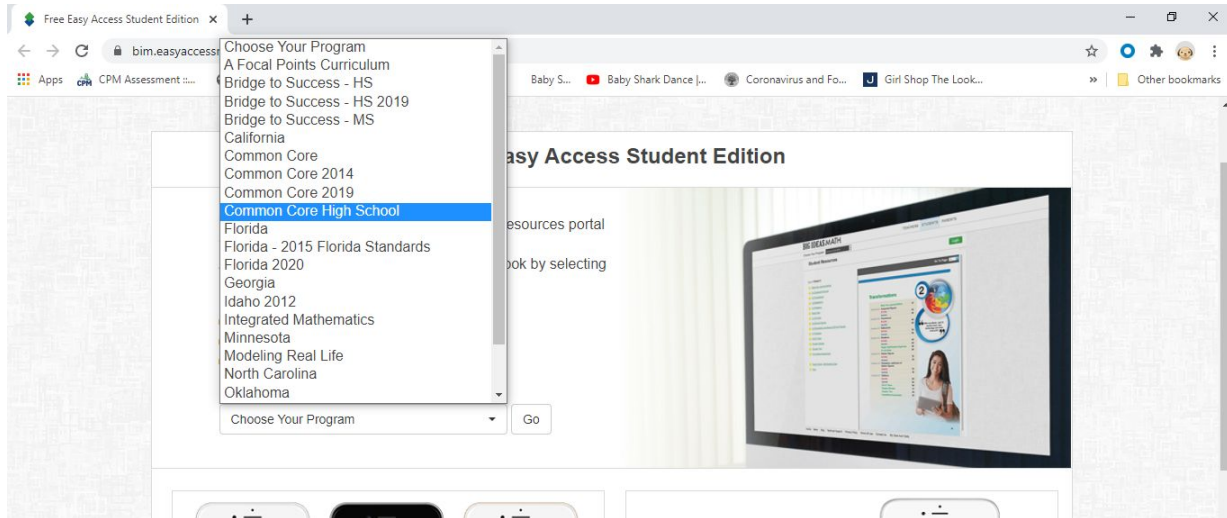 Free Easy Access Student Edition
bim.easyaccess
Apps CPM Assessment ::... Baby S... Baby Shark Dance |... Coronavirus and Fo... Girl Shop The Look... » Other bookmarks
Choose Your Program
A Focal Points Curriculum
Bridge to Success - HS
Bridge to Success - HS 2019
Bridge to Success - MS
California
Common Core
Common Core 2014
Common Core 2019
Common Core High School
Florida
Florida - 2015 Florida Standards
Florida 2020
Georgia
Idaho 2012
Integrated Mathematics
Minnesota
Modeling Real Life
North Carolina
Oklahoma
asy Access Student Edition
esources portal
ook by selecting
BIG IDEAS MATH
Student Resources
2
Choose Your Program Go